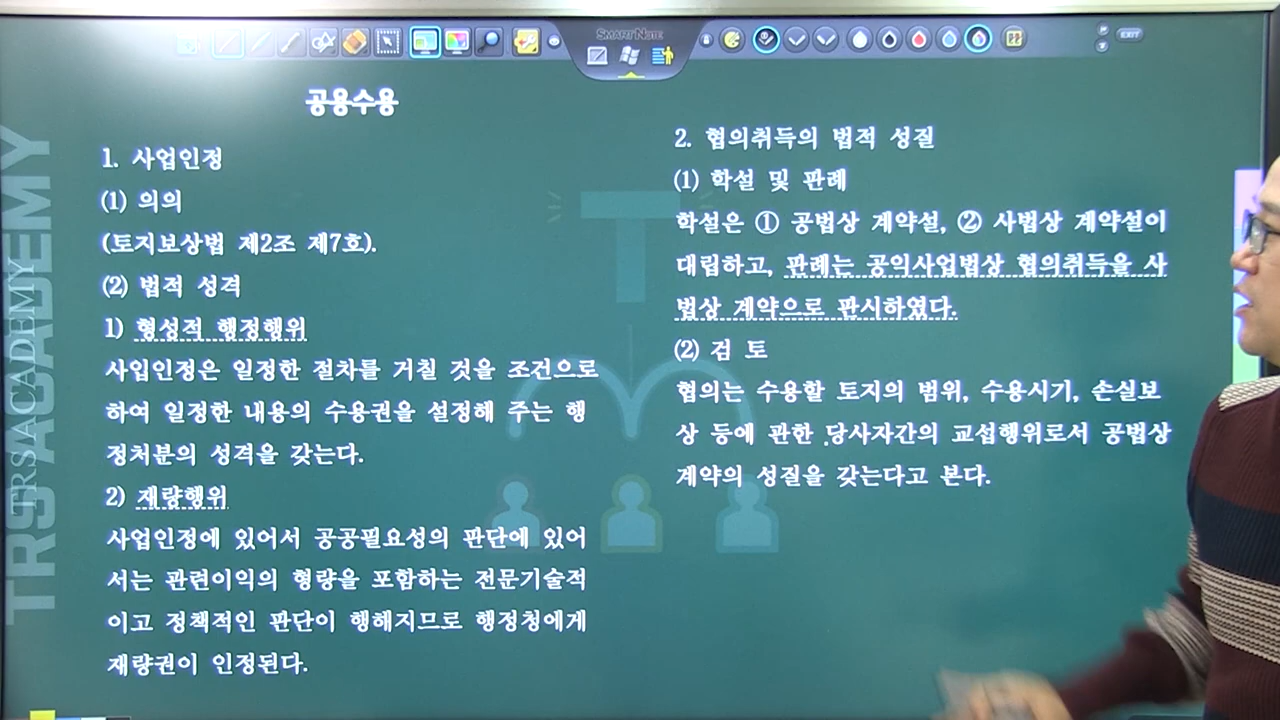 SMART NOTE
EXIT
공용수용
1. 사업인정
(1) 의의
(토지보상법 제2조 제7호).
(2) 법적 성격
1) 형성적 행정행위
사입인정은 일정한 절차를 거칠 것을 조건으로
하여 일정한 내용의 수용권을 설정해 주는 행
정처분의 성격을 갖는다.
2) 재량행위
사업인정에 있어서 공공필요성의 판단에 있어
서는 관련이익의 형량을 포함하는 전문기술적
이고 정책적인 판단이 행해지므로 행정청에게
재량권이 인정된다.
2. 협의취득의 법적 성질
(1) 학설 및 판례
학설은 ① 공법상 계약설, ② 사법상 계약설이
대립하고, 판례는 공익사업법상 협의취득을 사
법상 계약으로 판시하였다.
(2) 검 토
협의는 수용할 토지의 범위, 수용시기, 손실보
상 등에 관한 당사자간의 교섭행위로서 공법상
계약의 성질을 갖는다고 본다.
TRS ACADEMY
TRS ACADEMY